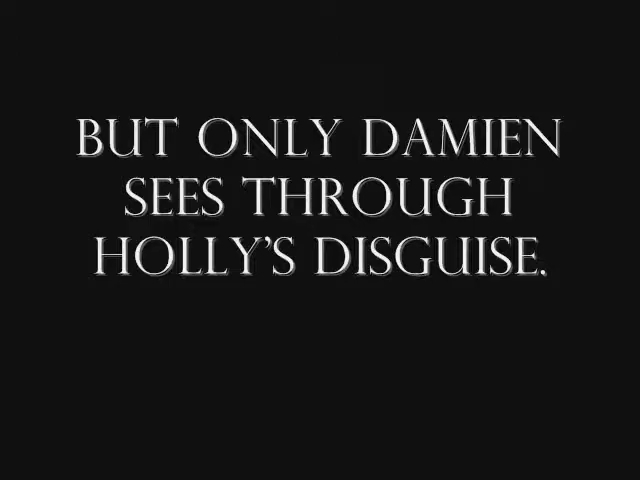 BUT ONLY DAMIEN
SEES THROUGH
HOLLY'S DISGUISE.